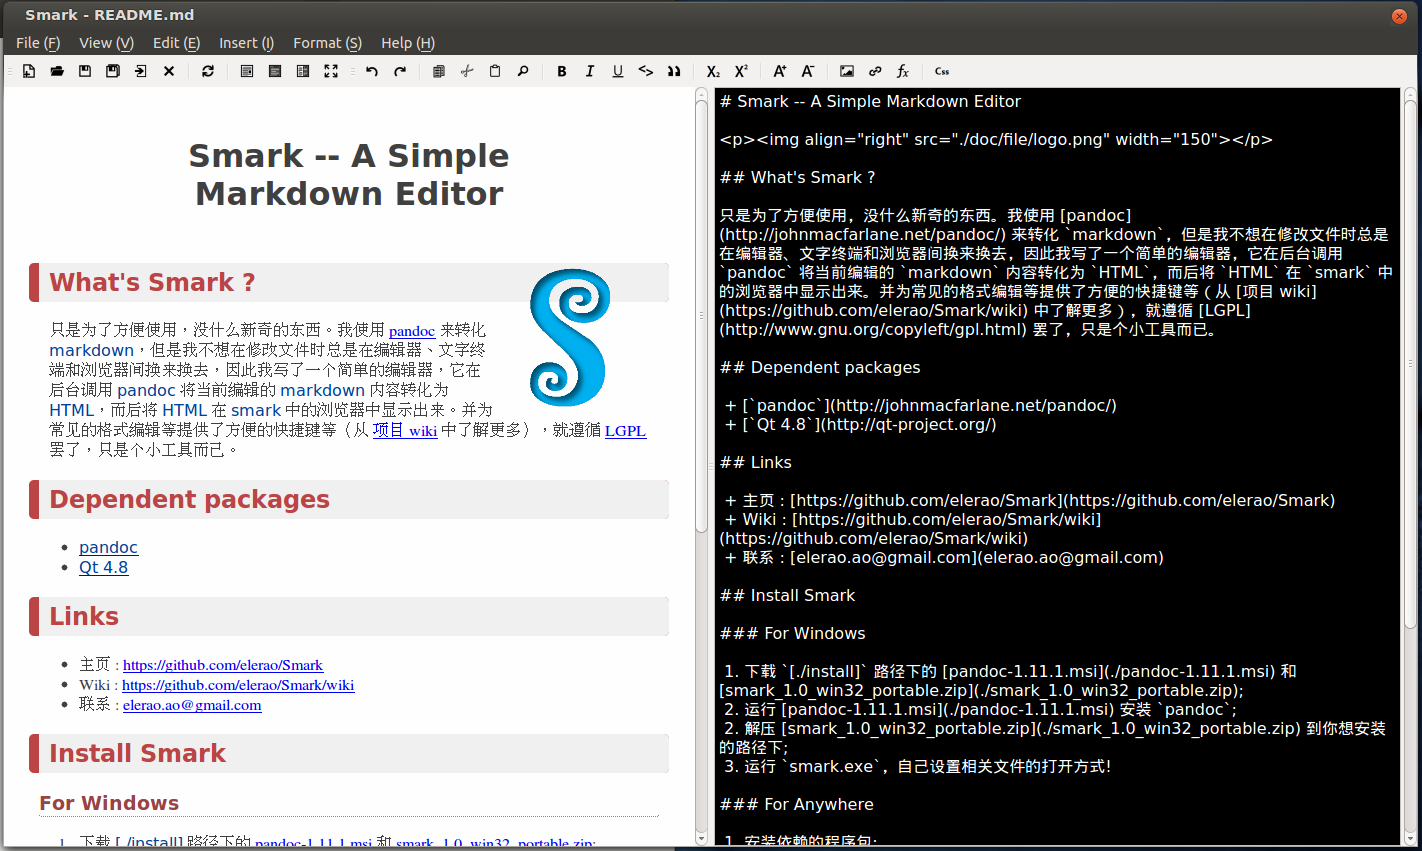 Smark - README.md
File (F) View (V) Edit (E) Insert (I) Format (S) Help (H)
B I U <> X₂ X² A+ A- fx Css
Smark -- A Simple
Markdown Editor
What's Smark ?
只是为了方便使用，没什么新奇的东西。我使用 pandoc 来转化
markdown，但是我不想在修改文件时总是在编辑器、文字终
端和浏览器间换来换去，因此我写了一个简单的编辑器，它在
后台调用 pandoc 将当前编辑的 markdown 内容转化为
HTML，而后将 HTML 在 smark 中的浏览器中显示出来。并为
常见的格式编辑等提供了方便的快捷键等（从 项目 wiki 中了解更多），就遵循 LGPL
罢了，只是个小工具而已。
Dependent packages
pandoc
Qt 4.8
Links
主页 : https://github.com/elerao/Smark
Wiki : https://github.com/elerao/Smark/wiki
联系 : elerao.ao@gmail.com
Install Smark
For Windows
1. 下载 [./install] 路径下的 pandoc-1.11.1.msi 和 smark_1.0_win32_portable.zip;
# Smark -- A Simple Markdown Editor
<p><img align="right" src="./doc/file/logo.png" width="150"></p>
## What's Smark ?
只是为了方便使用，没什么新奇的东西。我使用 [pandoc]
(http://johnmacfarlane.net/pandoc/) 来转化 `markdown`，但是我不想在修改文件时总是
在编辑器、文字终端和浏览器间换来换去，因此我写了一个简单的编辑器，它在后台调用
`pandoc` 将当前编辑的 `markdown` 内容转化为 `HTML`，而后将 `HTML` 在 `smark` 中
的浏览器中显示出来。并为常见的格式编辑等提供了方便的快捷键等（从 [项目 wiki]
(https://github.com/elerao/Smark/wiki) 中了解更多），就遵循 [LGPL]
(http://www.gnu.org/copyleft/gpl.html) 罢了，只是个小工具而已。
## Dependent packages
+ [`pandoc`](http://johnmacfarlane.net/pandoc/)
+ [`Qt 4.8`](http://qt-project.org/)
## Links
+ 主页 : [https://github.com/elerao/Smark](https://github.com/elerao/Smark)
+ Wiki : [https://github.com/elerao/Smark/wiki]
(https://github.com/elerao/Smark/wiki)
+ 联系 : [elerao.ao@gmail.com](elerao.ao@gmail.com)
## Install Smark
### For Windows
1. 下载 `[./install]` 路径下的 [pandoc-1.11.1.msi](./pandoc-1.11.1.msi) 和
[smark_1.0_win32_portable.zip](./smark_1.0_win32_portable.zip);
2. 运行 [pandoc-1.11.1.msi](./pandoc-1.11.1.msi) 安装 `pandoc`;
2. 解压 [smark_1.0_win32_portable.zip](./smark_1.0_win32_portable.zip) 到你想安装
的路径下;
3. 运行 `smark.exe`，自己设置相关文件的打开方式!
### For Anywhere
1. 安装依赖的程序包: